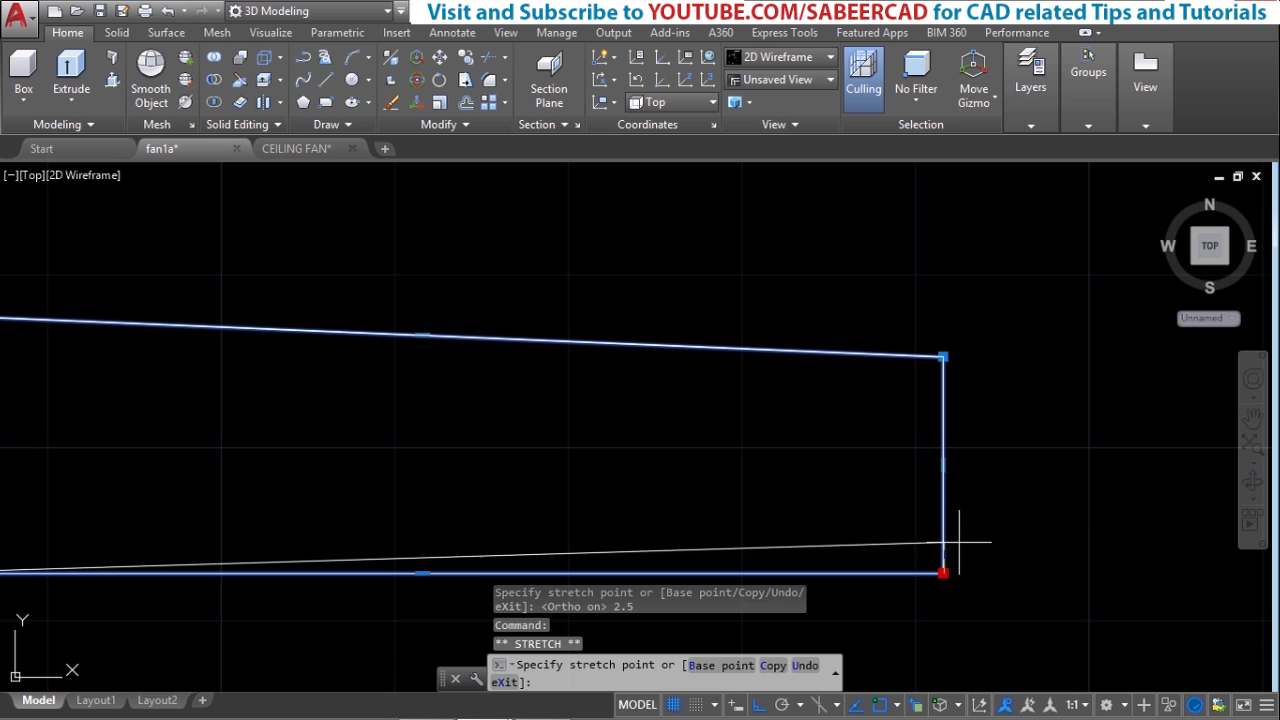 3D Modeling
Visit and Subscribe to YOUTUBE.COM/SABEERCAD for CAD related Tips and Tutorials
Home Solid Surface Mesh Visualize Parametric Insert Annotate View Manage Output Add-ins A360 Express Tools Featured Apps BIM 360 Performance
2D Wireframe
Unsaved View
Top
Box Extrude Smooth Object Section Plane Culling No Filter Move Gizmo Layers Groups View
Modeling Mesh Solid Editing Draw Modify Section Coordinates View Selection
Start fan1a* CEILING FAN*
[−][Top][2D Wireframe]
N
W TOP E
S
Unnamed
Specify stretch point or [Base point/Copy/Undo/
eXit]: <Ortho on> 2.5
Command:
** STRETCH **
Specify stretch point or [Base point Copy Undo
eXit]:
Y
X
Model Layout1 Layout2 MODEL 1:1